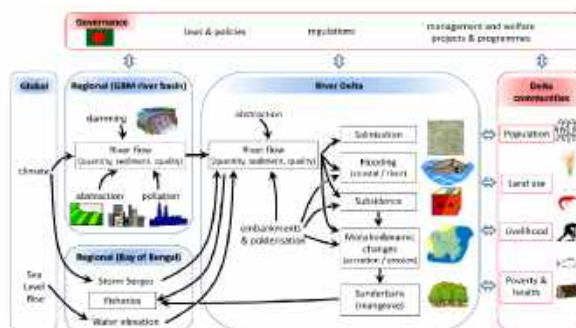 Governance
laws & policies
regulations
management and welfare
projects & programmes
Global
climate
Sea
Level
Rise
Regional (GBM river basin)
damming
River flow
(quantity, sediment, quality)
abstraction
pollution
Regional (Bay of Bengal)
Storm Surges
Fisheries
Water elevation
River Delta
abstraction
River flow
(quantity, sediment, quality)
embankments
& polderisation
Salinisation
Flooding
(coastal / river)
Subsidence
Morphodynamic
changes
(accretion / erosion)
Sunderbans
(mangroves)
Delta
communities
Population
Land use
Livelihood
Poverty &
health